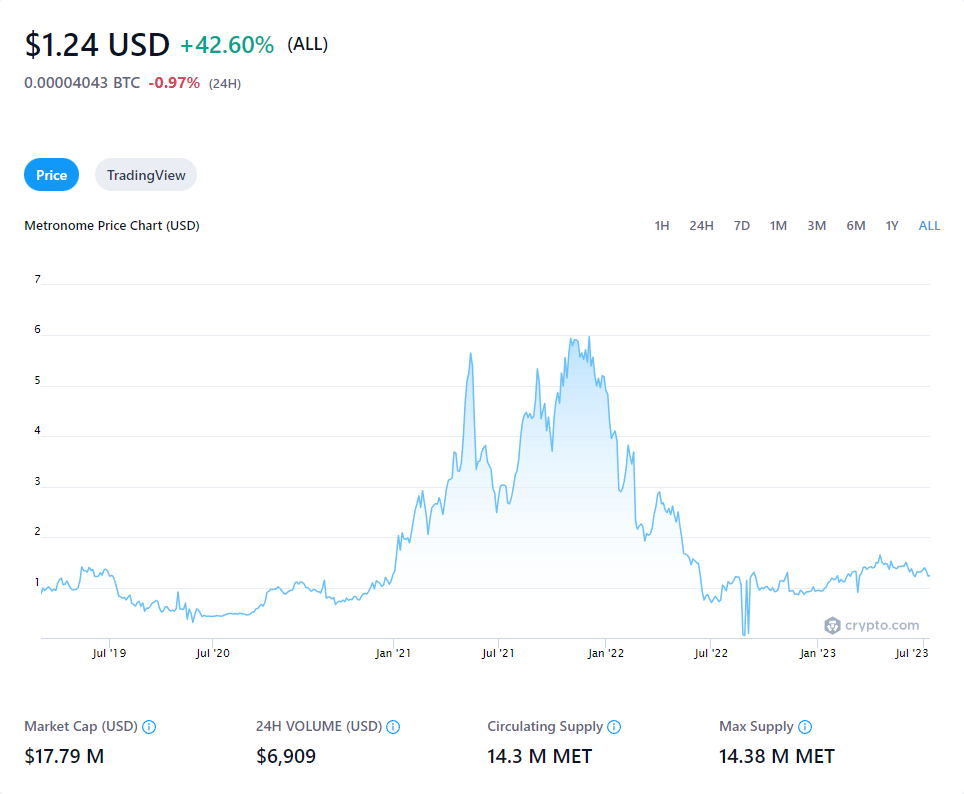 $1.24 USD +42.60% (ALL)
0.00004043 BTC -0.97% (24H)
Price TradingView
Metronome Price Chart (USD) 1H 24H 7D 1M 3M 6M 1Y ALL
7
6
5
4
3
2
1
crypto.com
Jul '19 Jul '20 Jan '21 Jul '21 Jan '22 Jul '22 Jan '23 Jul '23
Market Cap (USD) 24H VOLUME (USD) Circulating Supply Max Supply
$17.79 M $6,909 14.3 M MET 14.38 M MET